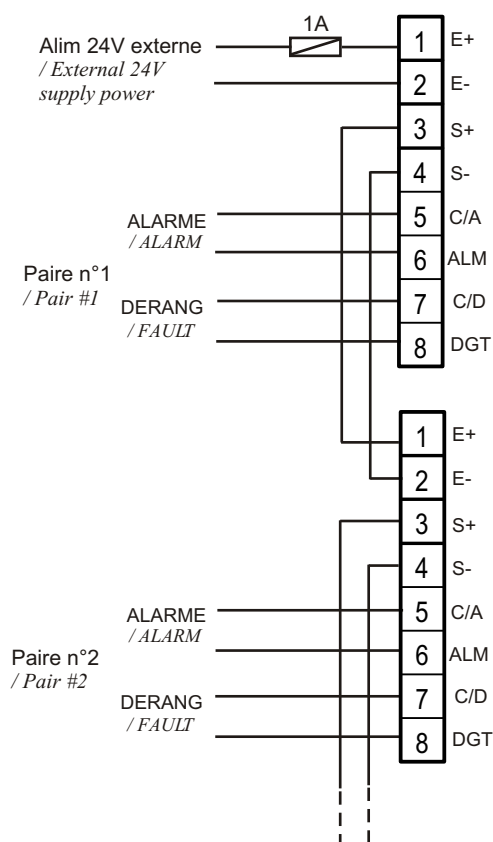 1A
Alim 24V externe
/ External 24V
supply power
1 E+
2 E-
3 S+
4 S-
ALARME
/ ALARM
5 C/A
6 ALM
Paire n°1
/ Pair #1
DERANG
/ FAULT
7 C/D
8 DGT
1 E+
2 E-
3 S+
4 S-
ALARME
/ ALARM
5 C/A
6 ALM
Paire n°2
/ Pair #2
DERANG
/ FAULT
7 C/D
8 DGT